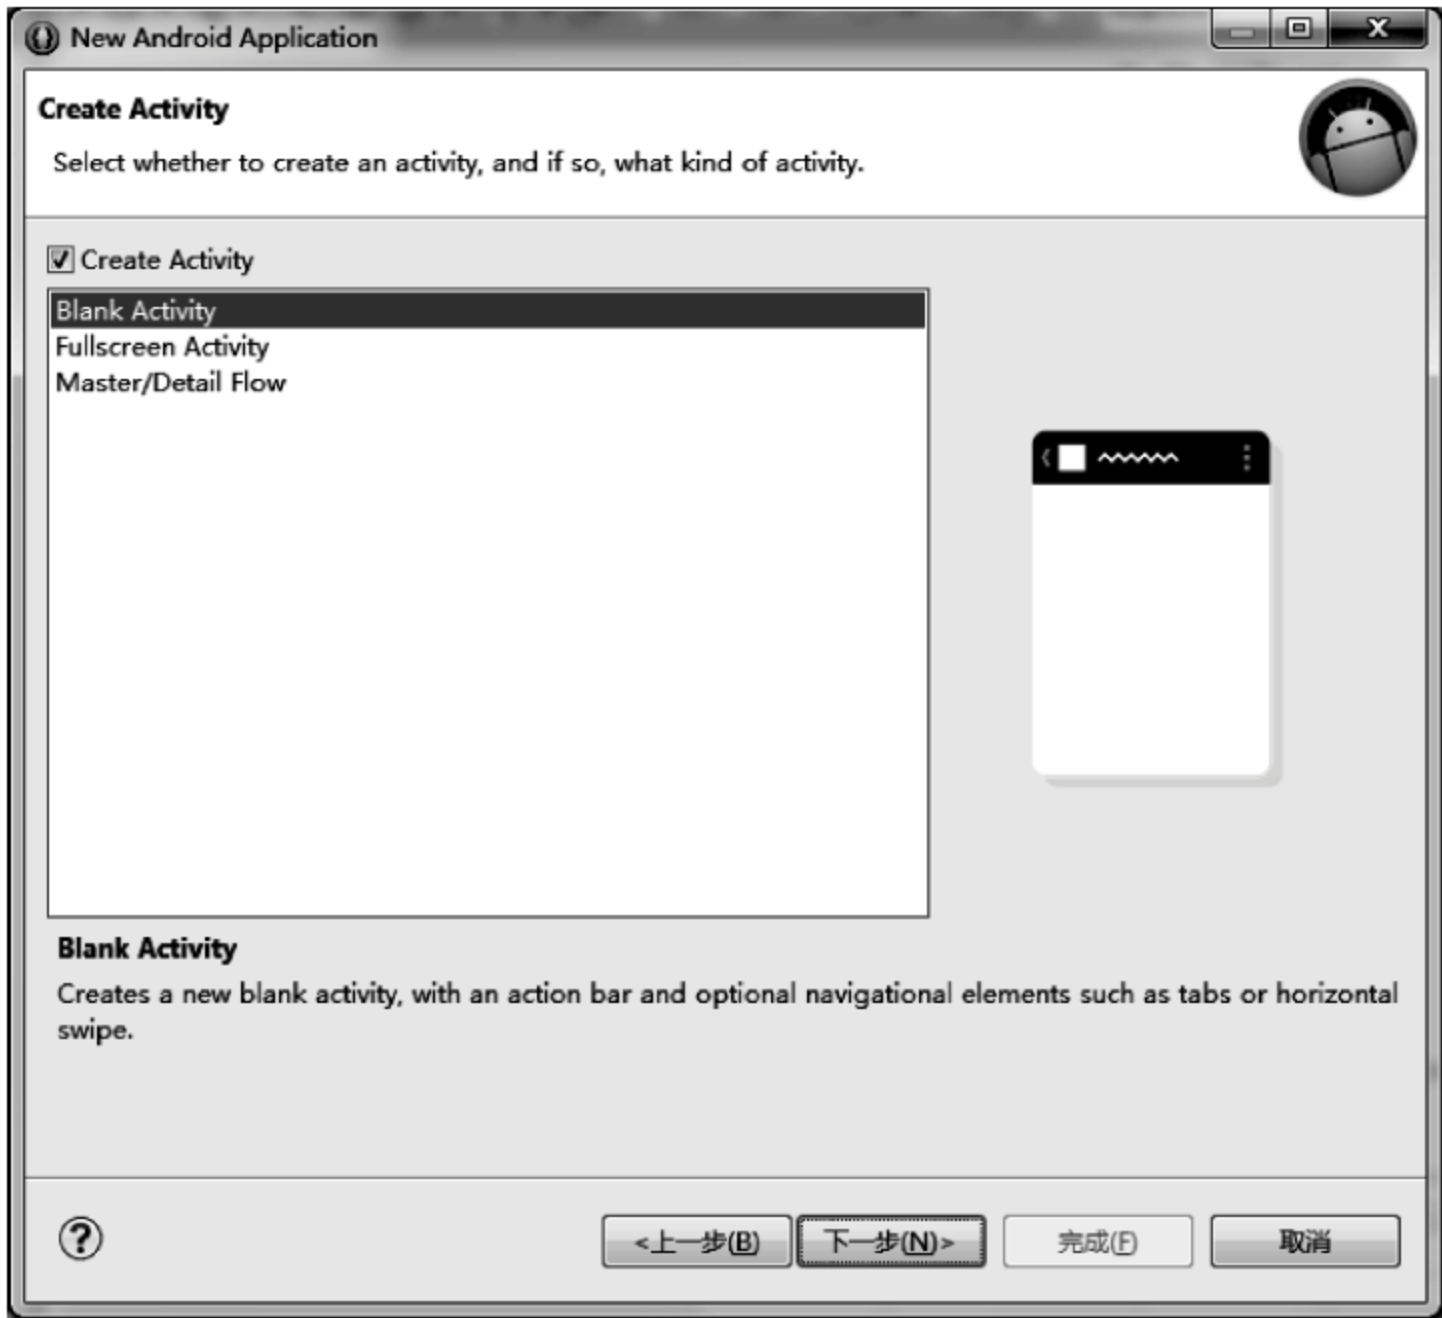 New Android Application
Create Activity
Select whether to create an activity, and if so, what kind of activity.
Create Activity
Blank Activity
Fullscreen Activity
Master/Detail Flow
Blank Activity
Creates a new blank activity, with an action bar and optional navigational elements such as tabs or horizontal
swipe.
<上一步(B) 下一步(N)> 完成(F) 取消